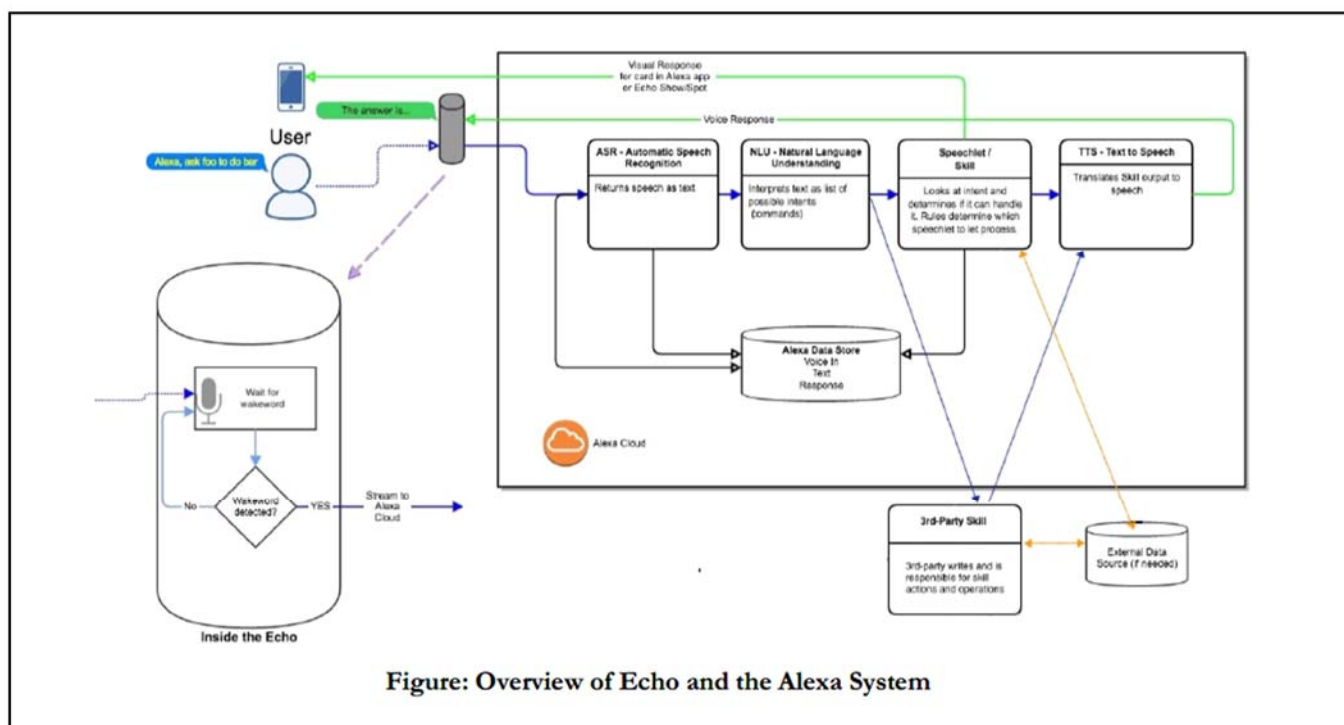 Visual Response
for card in Alexa app
or Echo Show/Spot
The answer is...
Voice Response
User
Alexa, ask foo to do bar
ASR - Automatic Speech
Recognition
Returns speech as text
NLU - Natural Language
Understanding
Interprets text as list of
possible intents
(commands)
Speechlet /
Skill
Looks at intent and
determines if it can handle
it. Rules determine which
speechlet to let process.
TTS - Text to Speech
Translates Skill output to
speech
Alexa Data Store
Voice In
Text
Response
Alexa Cloud
Wait for
wakeword
Wakeword
detected?
No
YES
Stream to
Alexa
Cloud
Inside the Echo
3rd-Party Skill
3rd-party writes and is
responsible for skill
actions and operations
External Data
Source (if needed)
Figure: Overview of Echo and the Alexa System